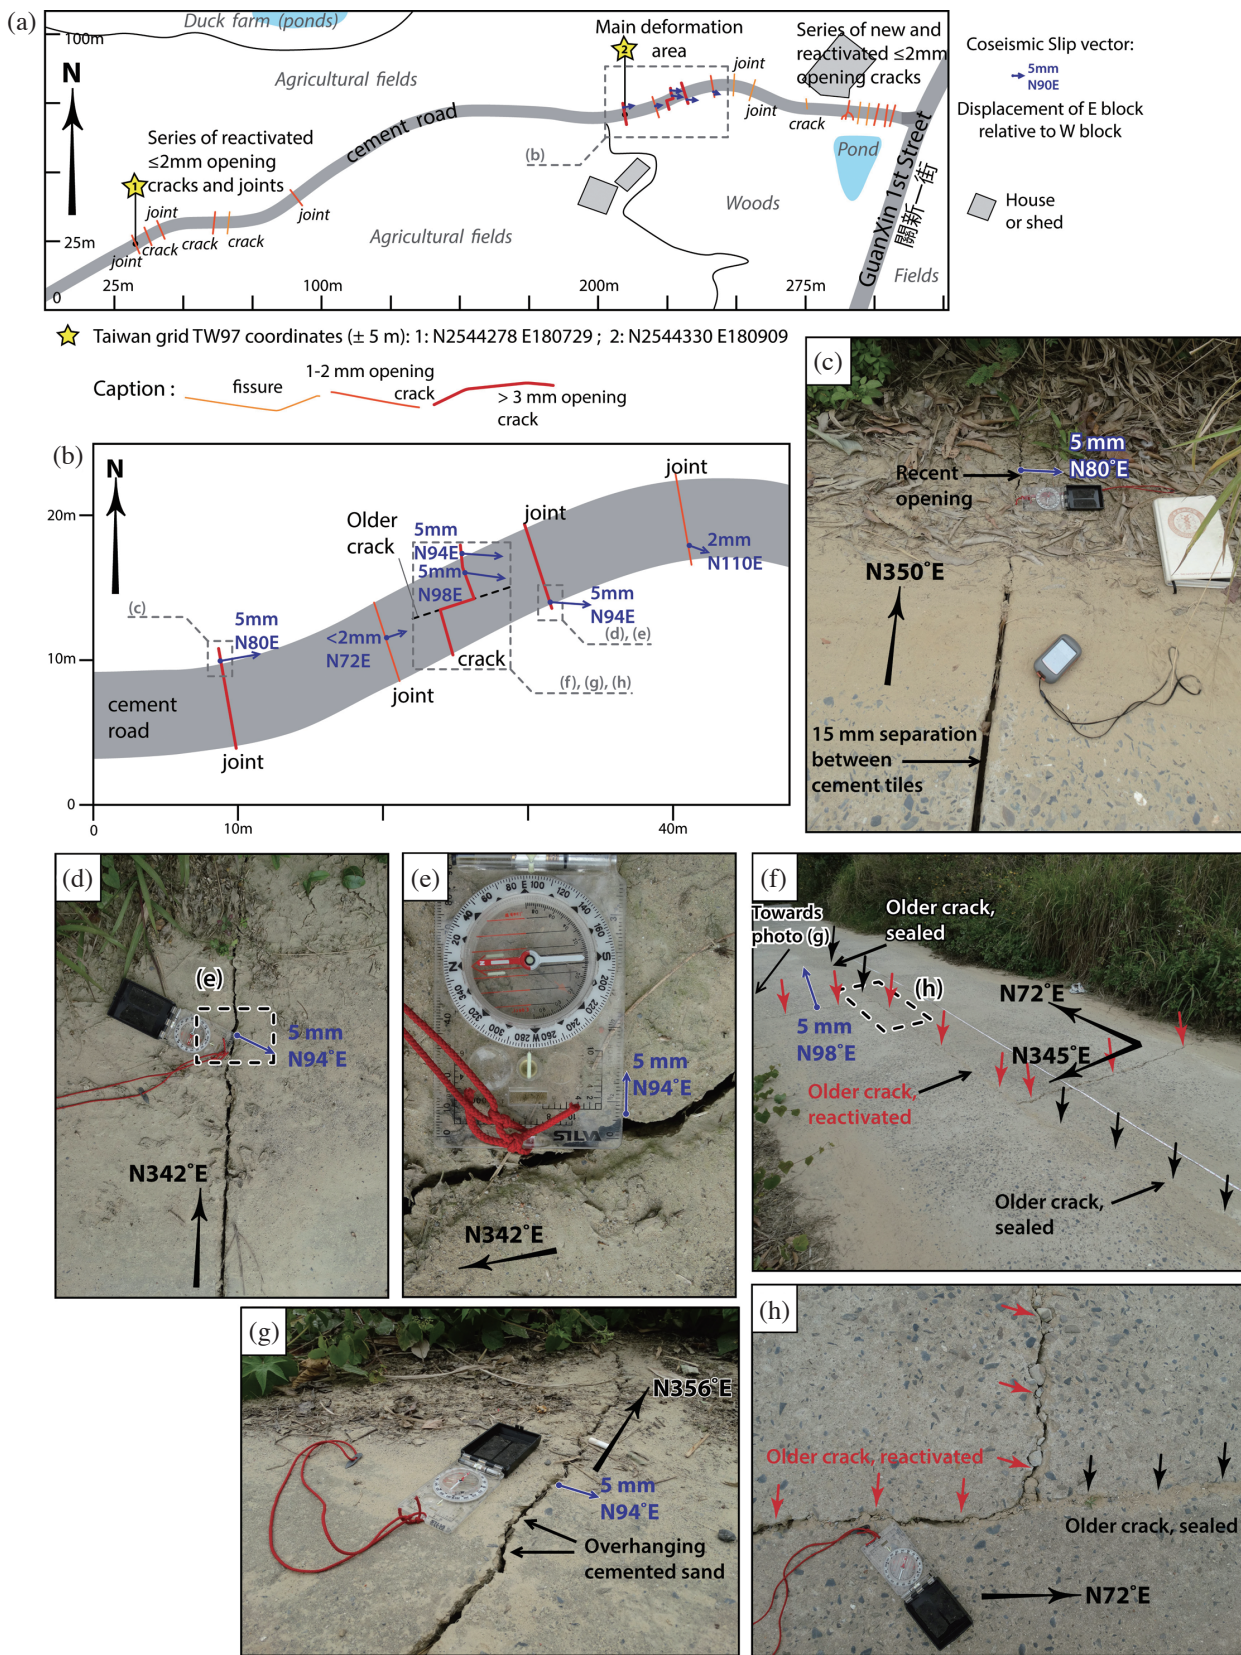 (a)
Duck farm (ponds)
100m
N
Agricultural fields
Main deformation
area
2
Series of new and
reactivated ≤2mm
opening cracks
joint
joint
crack
Coseismic Slip vector:
5mm
N90E
Displacement of E block
relative to W block
House
or shed
Series of reactivated
≤2mm opening
cracks and joints
1
cement road
(b)
Pond
Woods
GuanXin 1st Street
關新一街
Fields
joint
joint
crack
crack
crack
joint
Agricultural fields
25m
0
25m
100m
200m
275m
Taiwan grid TW97 coordinates (± 5 m): 1: N2544278 E180729 ; 2: N2544330 E180909
Caption :
fissure
1-2 mm opening
crack
> 3 mm opening
crack
(b)
N
20m
10m
0
0
10m
40m
(c)
5mm
N80E
cement
road
joint
<2mm
N72E
joint
Older
crack
5mm
N94E
5mm
N98E
crack
(f), (g), (h)
joint
5mm
N94E
(d), (e)
joint
2mm
N110E
(c)
Recent
opening
5 mm
N80°E
N350°E
15 mm separation
between
cement tiles
(d)
(e)
5 mm
N94°E
N342°E
(e)
5 mm
N94°E
SILVA
N342°E
(f)
Towards
photo (g)
Older crack,
sealed
(h)
5 mm
N98°E
N72°E
N345°E
Older crack,
reactivated
Older crack,
sealed
(g)
N356°E
5 mm
N94°E
Overhanging
cemented sand
(h)
Older crack, reactivated
Older crack, sealed
N72°E